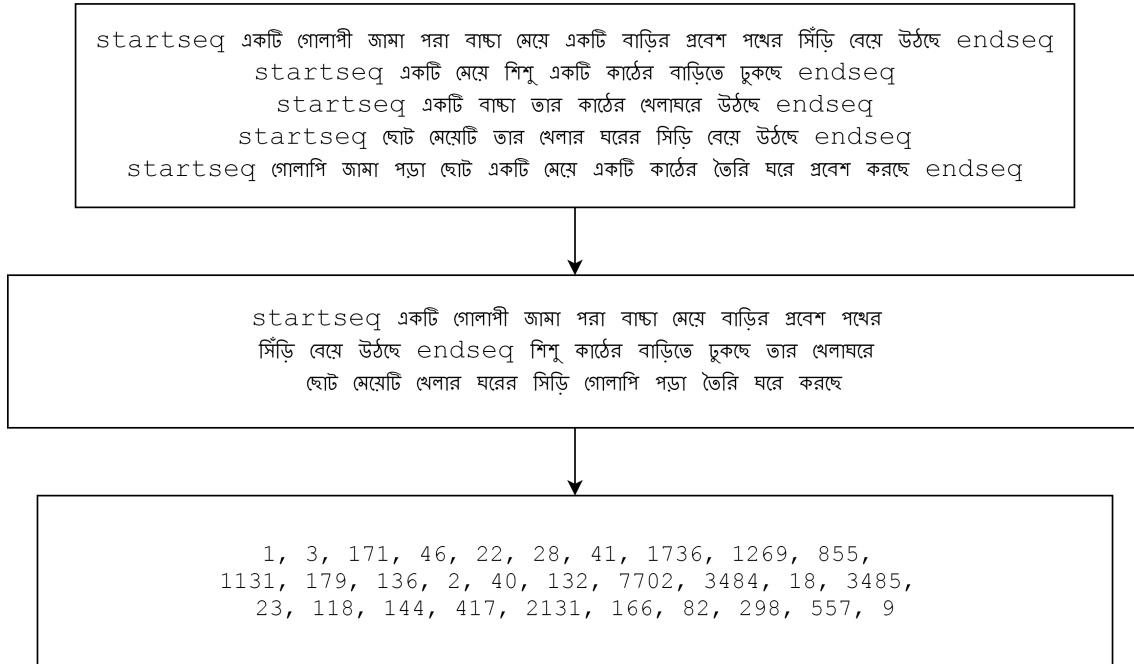 startseq একটি গোলাপী জামা পরা বাচ্চা মেয়ে একটি বাড়ির প্রবেশ পথের সিঁড়ি বেয়ে উঠছে endseq
startseq একটি মেয়ে শিশু একটি কাঠের বাড়িতে ঢুকছে endseq
startseq একটি বাচ্চা তার কাঠের খেলাঘরে উঠছে endseq
startseq ছোট মেয়েটি তার খেলার ঘরের সিড়ি বেয়ে উঠছে endseq
startseq গোলাপি জামা পড়া ছোট একটি মেয়ে একটি কাঠের তৈরি ঘরে প্রবেশ করছে endseq
startseq একটি গোলাপী জামা পরা বাচ্চা মেয়ে বাড়ির প্রবেশ পথের
সিঁড়ি বেয়ে উঠছে endseq শিশু কাঠের বাড়িতে ঢুকছে তার খেলাঘরে
ছোট মেয়েটি খেলার ঘরের সিড়ি গোলাপি পড়া তৈরি ঘরে করছে
1, 3, 171, 46, 22, 28, 41, 1736, 1269, 855,
1131, 179, 136, 2, 40, 132, 7702, 3484, 18, 3485,
23, 118, 144, 417, 2131, 166, 82, 298, 557, 9